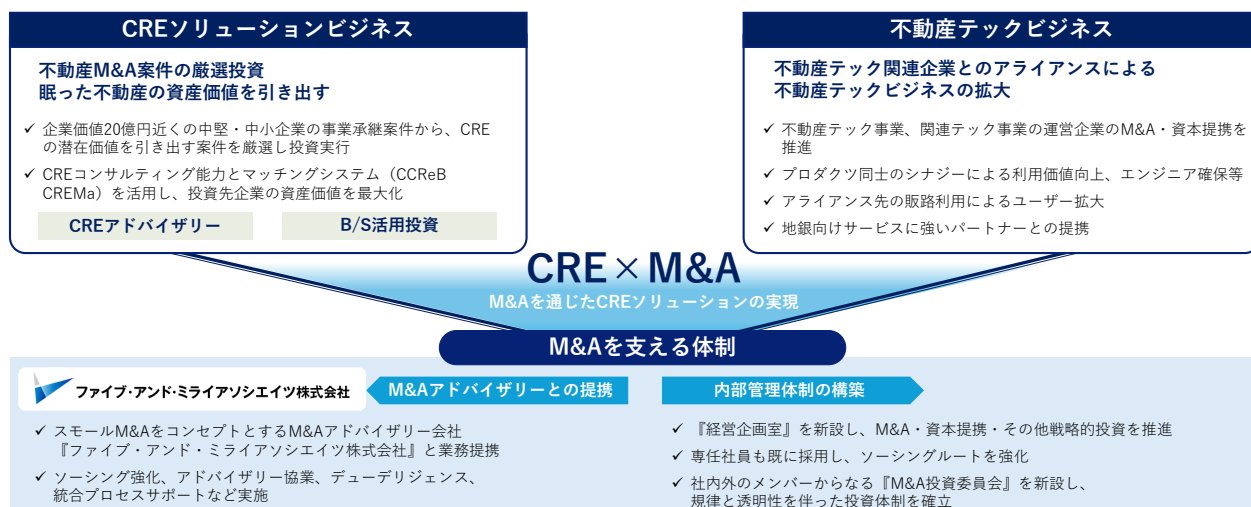 CREソリューションビジネス
不動産M&A案件の厳選投資
眠った不動産の資産価値を引き出す
✓ 企業価値20億円近くの中堅・中小企業の事業承継案件から、CRE
の潜在価値を引き出す案件を厳選し投資実行
✓ CREコンサルティング能力とマッチングシステム（CCReB
CREMa）を活用し、投資先企業の資産価値を最大化
CREアドバイザリー
B/S活用投資
不動産テックビジネス
不動産テック関連企業とのアライアンスによる
不動産テックビジネスの拡大
✓ 不動産テック事業、関連テック事業の運営企業のM&A・資本提携を
推進
✓ プロダクツ同士のシナジーによる利用価値向上、エンジニア確保等
✓ アライアンス先の販路利用によるユーザー拡大
✓ 地銀向けサービスに強いパートナーとの提携
CRE×M&A
M&Aを通じたCREソリューションの実現
M&Aを支える体制
ファイブ・アンド・ミライアソシエイツ株式会社
M&Aアドバイザリーとの提携
✓ スモールM&AをコンセプトとするM&Aアドバイザリー会社
『ファイブ・アンド・ミライアソシエイツ株式会社』と業務提携
✓ ソーシング強化、アドバイザリー協業、デューデリジェンス、
統合プロセスサポートなど実施
内部管理体制の構築
✓ 『経営企画室』を新設し、M&A・資本提携・その他戦略的投資を推進
✓ 専任社員も既に採用し、ソーシングルートを強化
✓ 社内外のメンバーからなる『M&A投資委員会』を新設し、
規律と透明性を伴った投資体制を確立